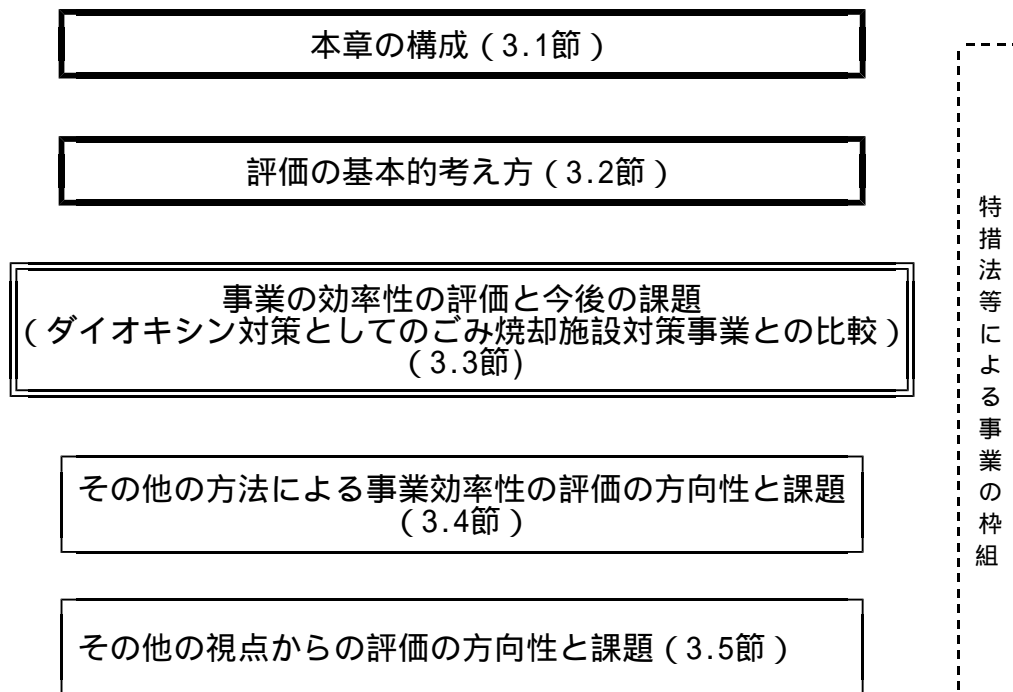 本章の構成（3.1節）
評価の基本的考え方（3.2節）
事業の効率性の評価と今後の課題
（ダイオキシン対策としてのごみ焼却施設対策事業との比較）
（3.3節)
その他の方法による事業効率性の評価の方向性と課題
（3.4節）
その他の視点からの評価の方向性と課題（3.5節）
特措法等による事業の枠組